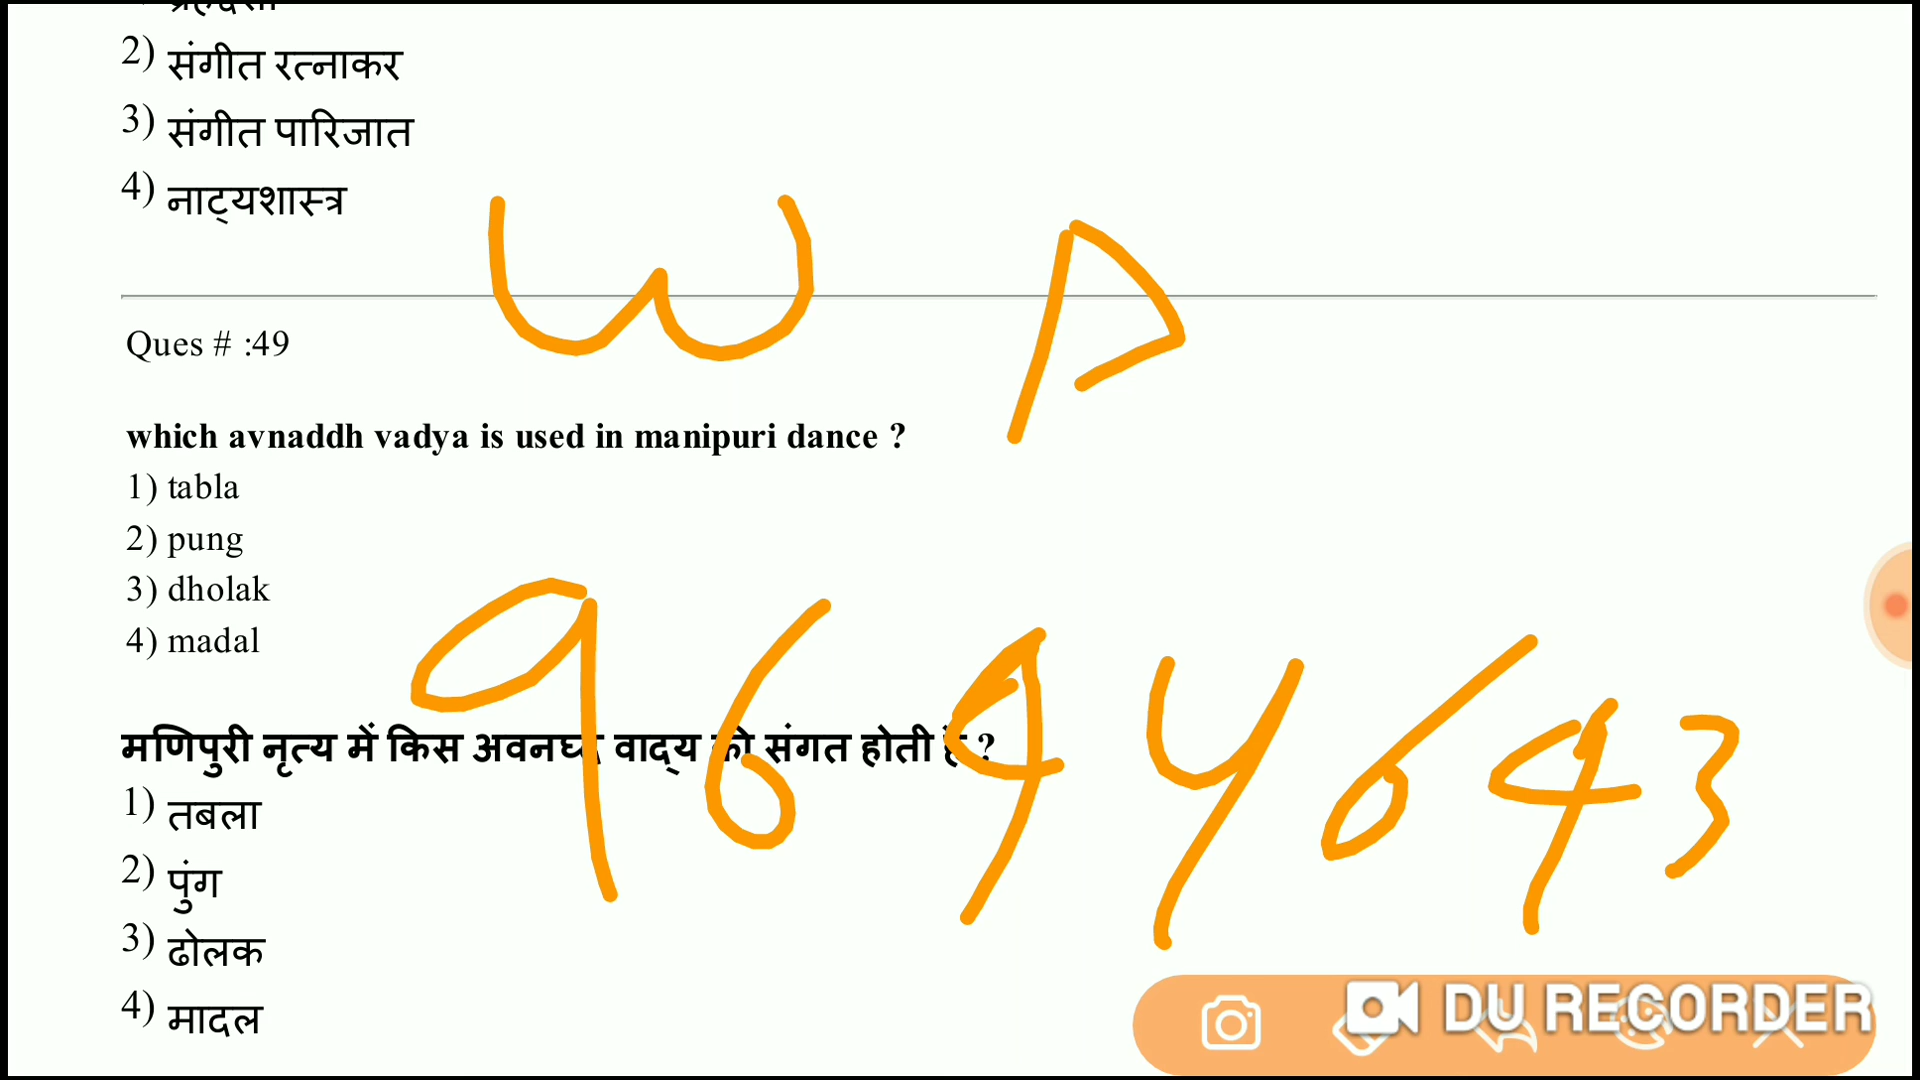 2) संगीत रत्नाकर
3) संगीत पारिजात
4) नाट्यशास्त्र
W P
Ques # :49
which avnaddh vadya is used in manipuri dance ?
1) tabla
2) pung
3) dholak
4) madal
मणिपुरी नृत्य में किस अवनघ्द वाद्य की संगत होती है ?
1) तबला
2) पुंग
3) ढोलक
4) मादल
DU RECORDER